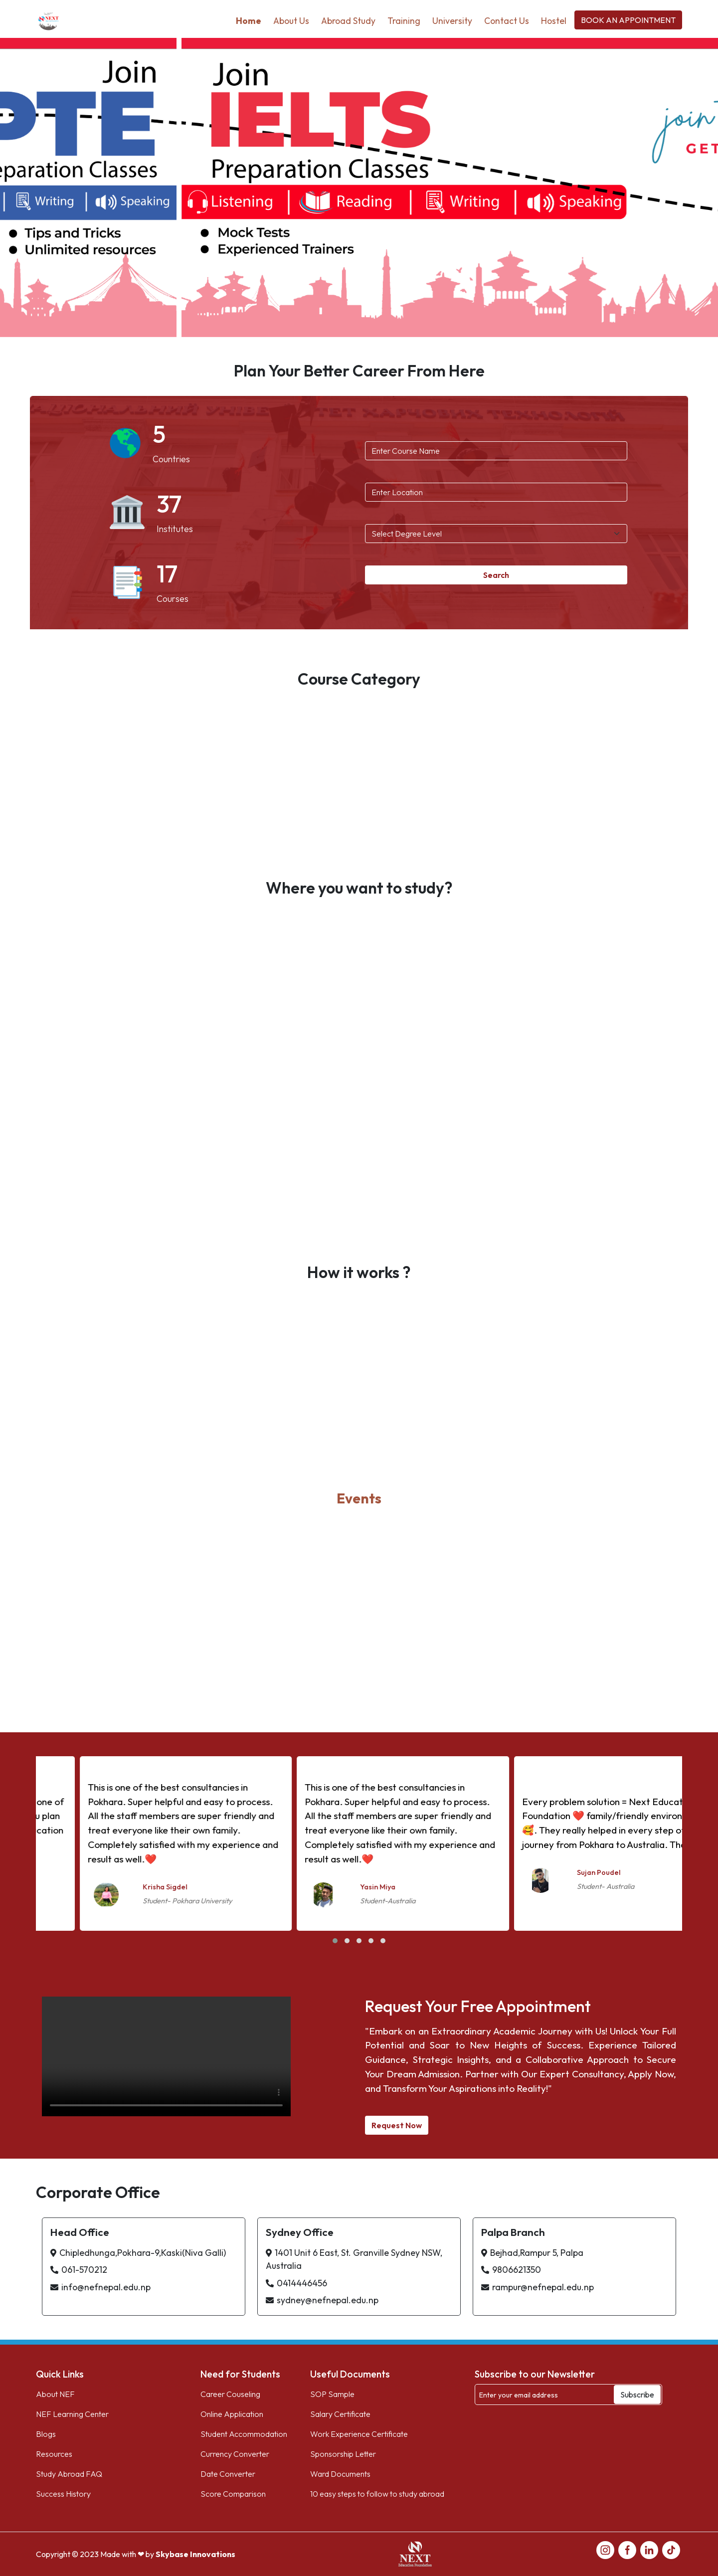 NEXT
Home About Us Abroad Study Training University Contact Us Hostel BOOK AN APPOINTMENT
Join
PTE
eparation Classes
Writing Speaking
Tips and Tricks
Unlimited resources
Join
IELTS
Preparation Classes
Listening Reading Writing Speaking
Mock Tests
Experienced Trainers
join
GET
Plan Your Better Career From Here
5
Countries
37
Institutes
17
Courses
Enter Course Name
Enter Location
Select Degree Level
Search
Course Category
Where you want to study?
How it works ?
Events
one of
u plan
cation
This is one of the best consultancies in
Pokhara. Super helpful and easy to process.
All the staff members are super friendly and
treat everyone like their own family.
Completely satisfied with my experience and
result as well.❤️
Krisha Sigdel
Student- Pokhara University
This is one of the best consultancies in
Pokhara. Super helpful and easy to process.
All the staff members are super friendly and
treat everyone like their own family.
Completely satisfied with my experience and
result as well.❤️
Yasin Miya
Student-Australia
Every problem solution = Next Educat
Foundation ❤️ family/friendly environ
🥰. They really helped in every step o
journey from Pokhara to Australia. The
Sujan Poudel
Student- Australia
Request Your Free Appointment
"Embark on an Extraordinary Academic Journey with Us! Unlock Your Full
Potential and Soar to New Heights of Success. Experience Tailored
Guidance, Strategic Insights, and a Collaborative Approach to Secure
Your Dream Admission. Partner with Our Expert Consultancy, Apply Now,
and Transform Your Aspirations into Reality!"
Request Now
Corporate Office
Head Office
Chipledhunga,Pokhara-9,Kaski(Niva Galli)
061-570212
info@nefnepal.edu.np
Sydney Office
1401 Unit 6 East, St. Granville Sydney NSW,
Australia
0414446456
sydney@nefnepal.edu.np
Palpa Branch
Bejhad,Rampur 5, Palpa
9806621350
rampur@nefnepal.edu.np
Quick Links
About NEF
NEF Learning Center
Blogs
Resources
Study Abroad FAQ
Success History
Need for Students
Career Couseling
Online Application
Student Accommodation
Currency Converter
Date Converter
Score Comparison
Useful Documents
SOP Sample
Salary Certificate
Work Experience Certificate
Sponsorship Letter
Ward Documents
10 easy steps to follow to study abroad
Subscribe to our Newsletter
Enter your email address Subscribe
Copyright © 2023 Made with ❤ by Skybase Innovations
NEXT
Education Foundation